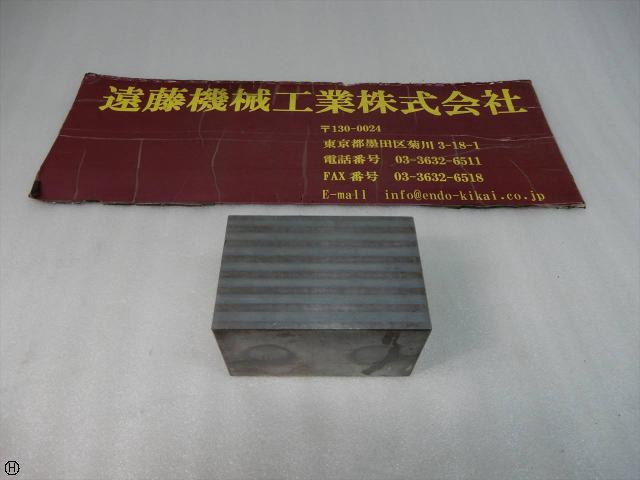 遠藤機械工業株式会社
〒130-0024
東京都墨田区菊川 3-18-1
電話番号 03-3632-6511
FAX 番号 03-3632-6518
E-mall info@endo-kikai.co.jp
H